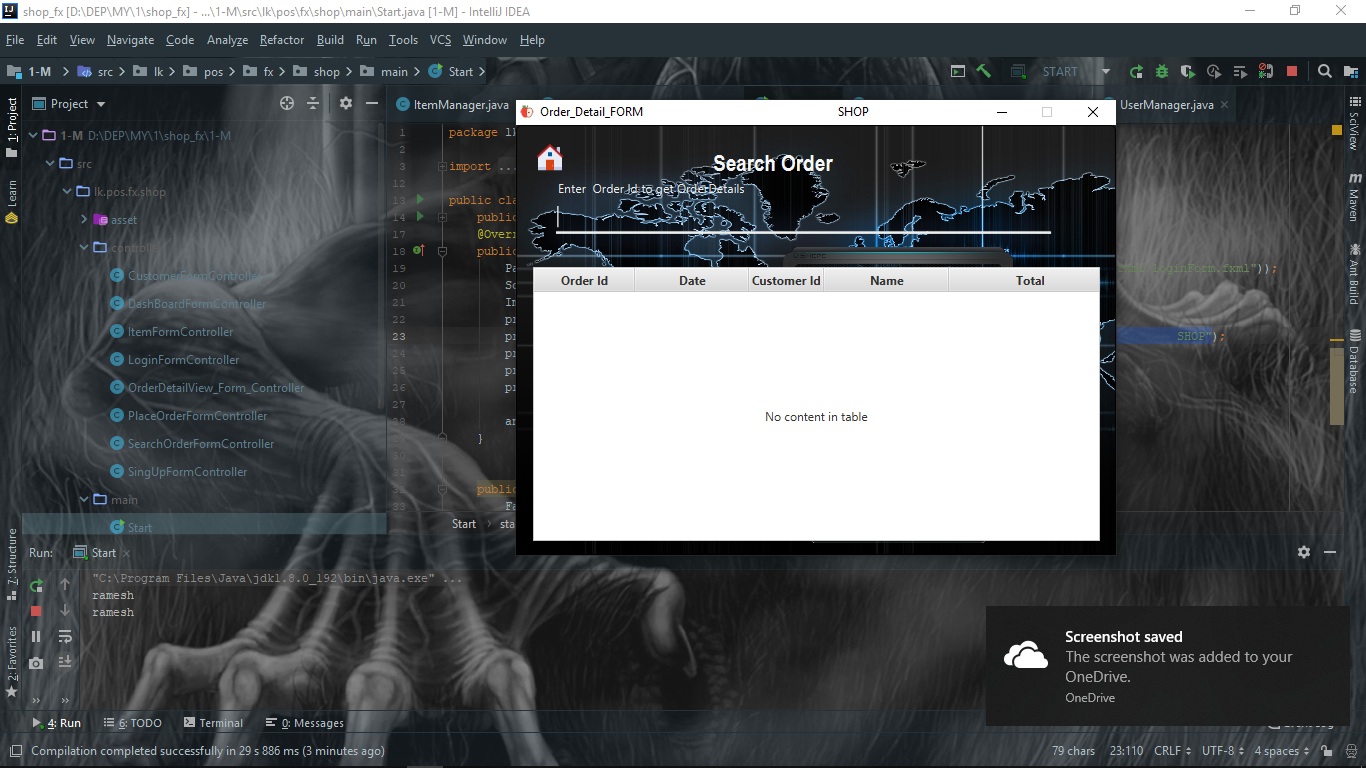 shop_fx [D:\DEP\MY\1\shop_fx] - ...\1-M\src\lk\pos\fx\shop\main\Start.java [1-M] - IntelliJ IDEA
File Edit View Navigate Code Analyze Refactor Build Run Tools VCS Window Help
1-M src lk pos fx shop main Start
START
1: Project
Learn
Project
ItemManager.java
UserManager.java
1-M D:\DEP\MY\1\shop_fx\1-M
src
lk.pos.fx.shop
asset
controller
CustomerFormController
DashBoardFormController
ItemFormController
LoginFormController
OrderDetailView_Form_Controller
PlaceOrderFormController
SearchOrderFormController
SingUpFormController
main
Start
1 package lk
2
3 import ...
12
13 public clas
14 public
17 @Overr
18 public
19 Pa
20 Sc
21 Im
22 pr
23 pr
24 pr
25 pr
26 pr
27
28 an
30 }
31
32 public
33 Fa
loginForm.fxml"));
SHOP");
Start sta
Order_Detail_FORM SHOP
Search Order
Enter Order Id to get OrderDetails
Order Id Date Customer Id Name Total
No content in table
SciView
Maven
Ant Build
Database
7: Structure
2: Favorites
Run: Start
"C:\Program Files\Java\jdk1.8.0_192\bin\java.exe" ...
ramesh
ramesh
Screenshot saved
The screenshot was added to your
OneDrive.
OneDrive
4: Run 6: TODO Terminal 0: Messages
Compilation completed successfully in 29 s 886 ms (3 minutes ago)
79 chars 23:110 CRLF UTF-8 4 spaces